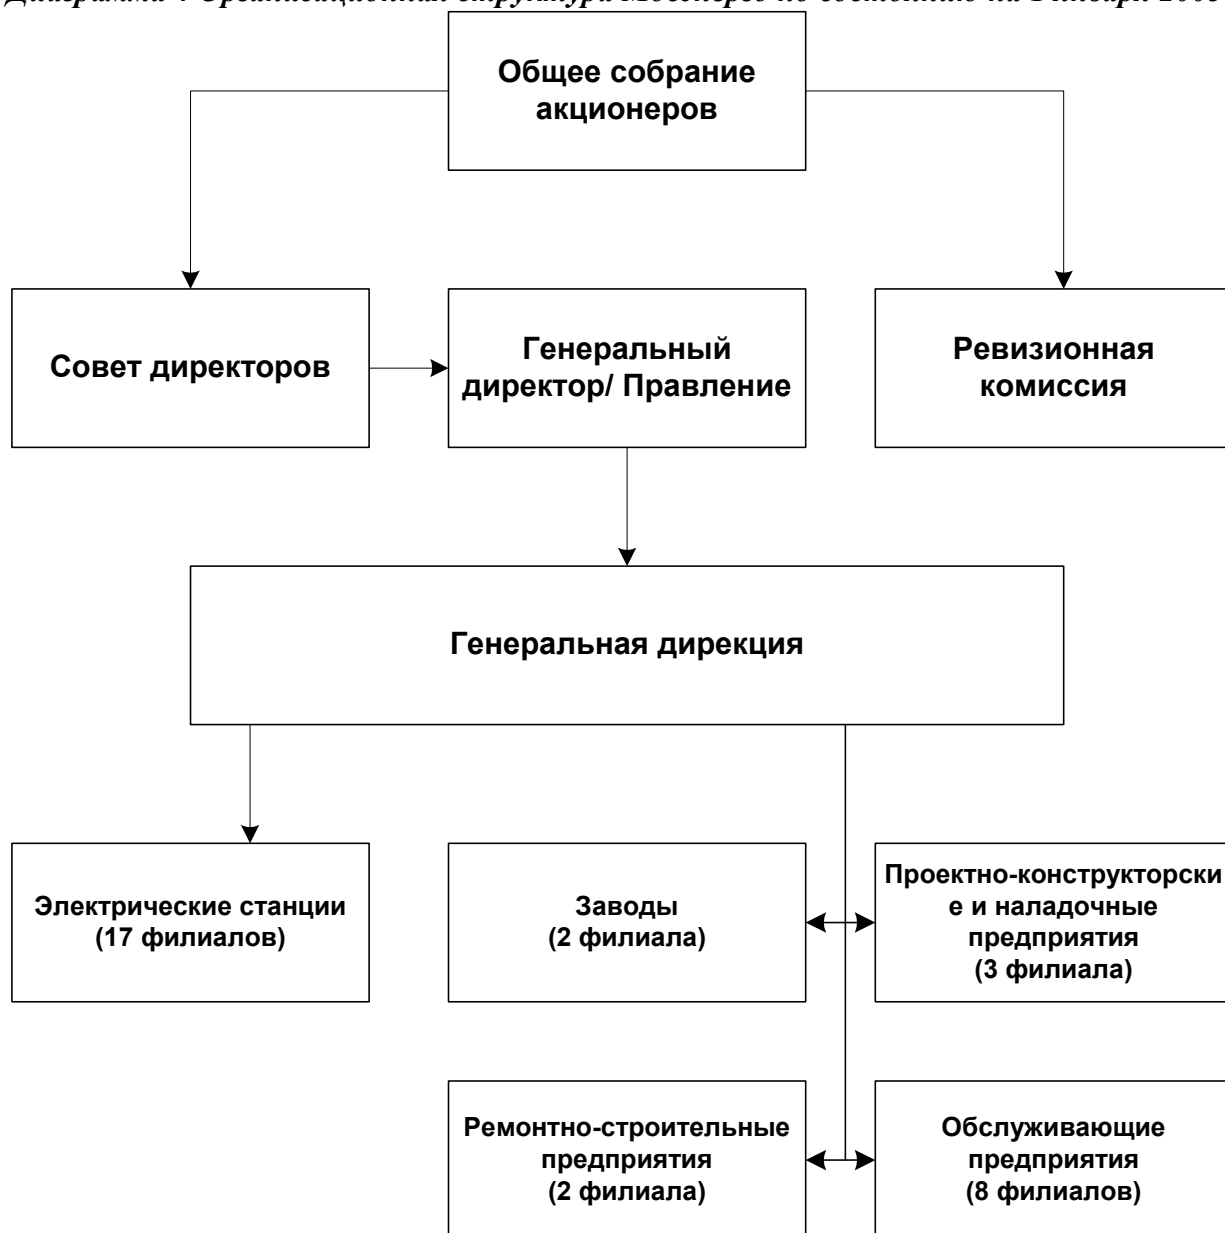 Общее собрание
акционеров
Совет директоров
Генеральный
директор/ Правление
Ревизионная
комиссия
Генеральная дирекция
Электрические станции
(17 филиалов)
Заводы
(2 филиала)
Проектно-конструкторски
е и наладочные
предприятия
(3 филиала)
Ремонтно-строительные
предприятия
(2 филиала)
Обслуживающие
предприятия
(8 филиалов)